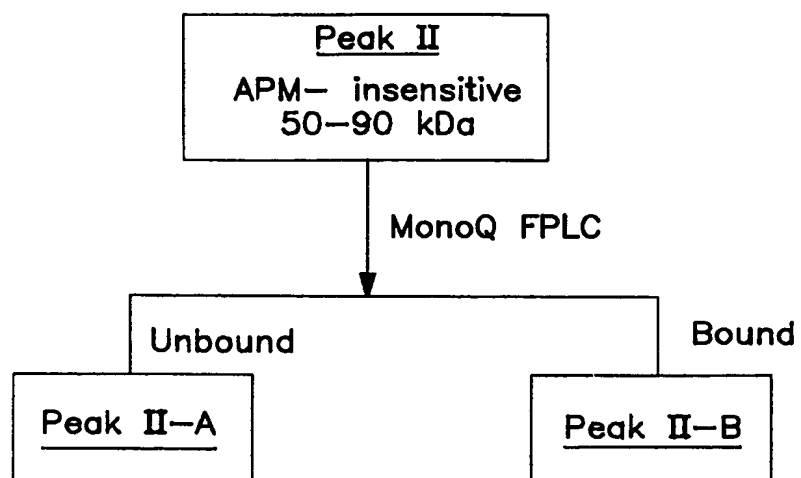 Peak II
APM- insensitive
50-90 kDa
MonoQ FPLC
Unbound
Bound
Peak II-A
Peak II-B